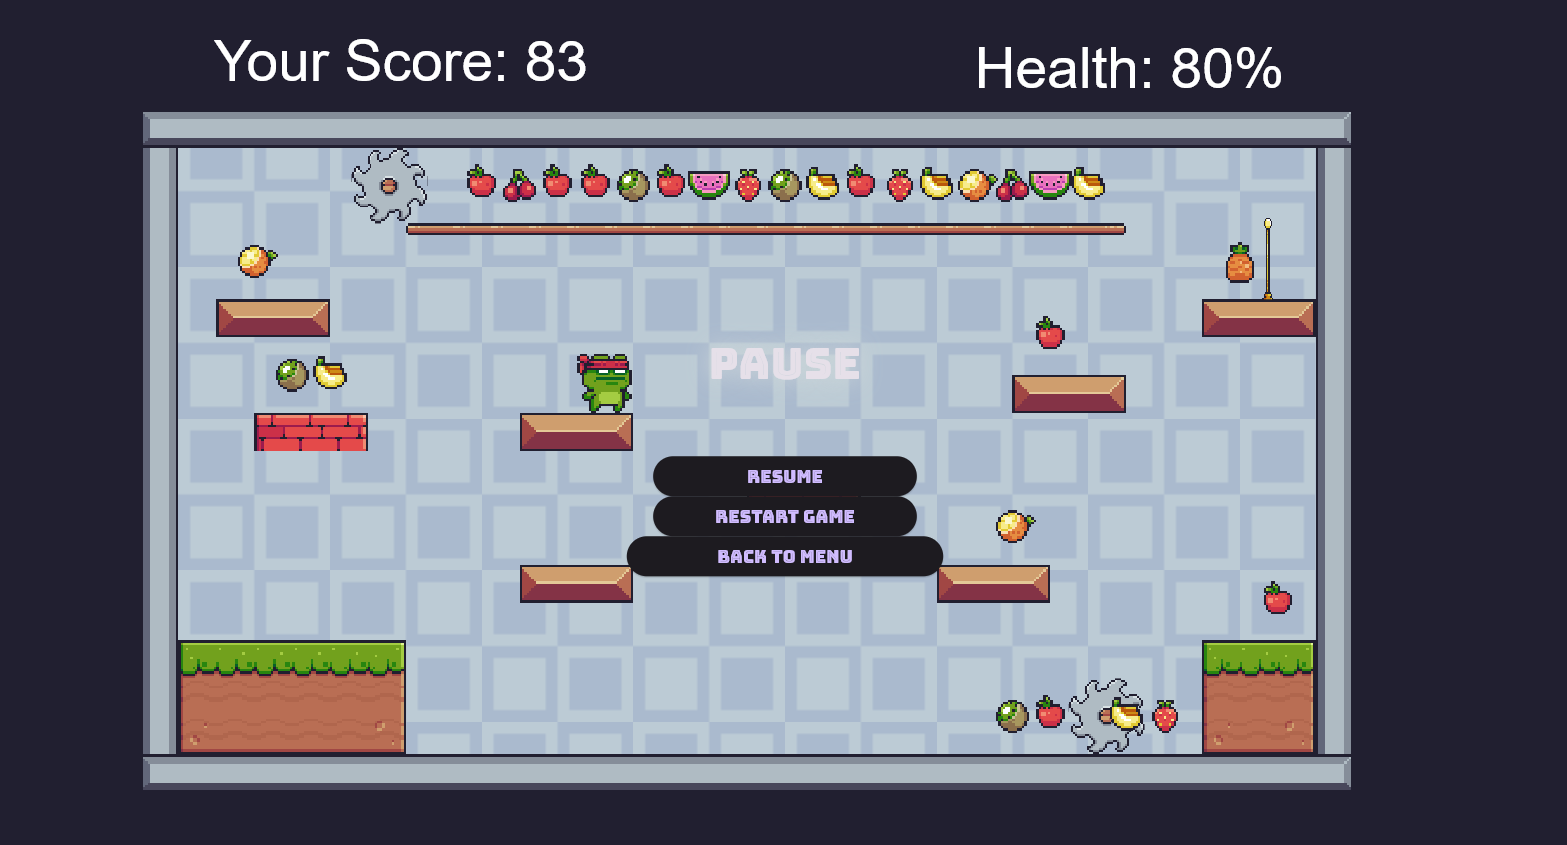 Your Score: 83
Health: 80%
PAUSE
RESUME
RESTART GAME
BACK TO MENU